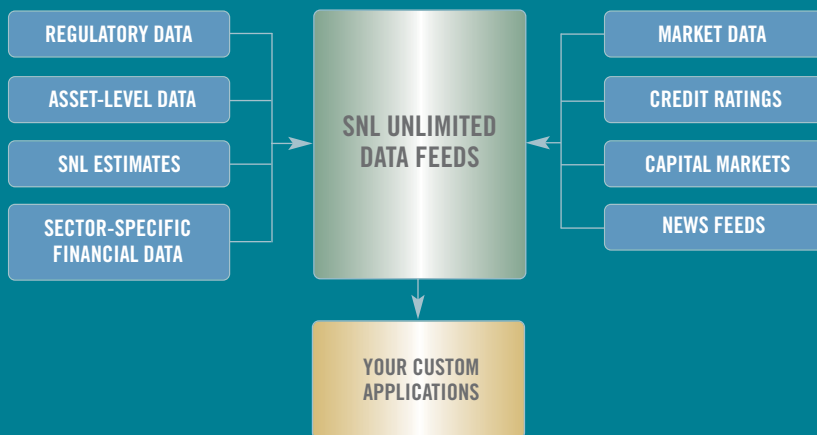 REGULATORY DATA
ASSET-LEVEL DATA
SNL ESTIMATES
SECTOR-SPECIFIC
FINANCIAL DATA
SNL UNLIMITED
DATA FEEDS
MARKET DATA
CREDIT RATINGS
CAPITAL MARKETS
NEWS FEEDS
YOUR CUSTOM
APPLICATIONS